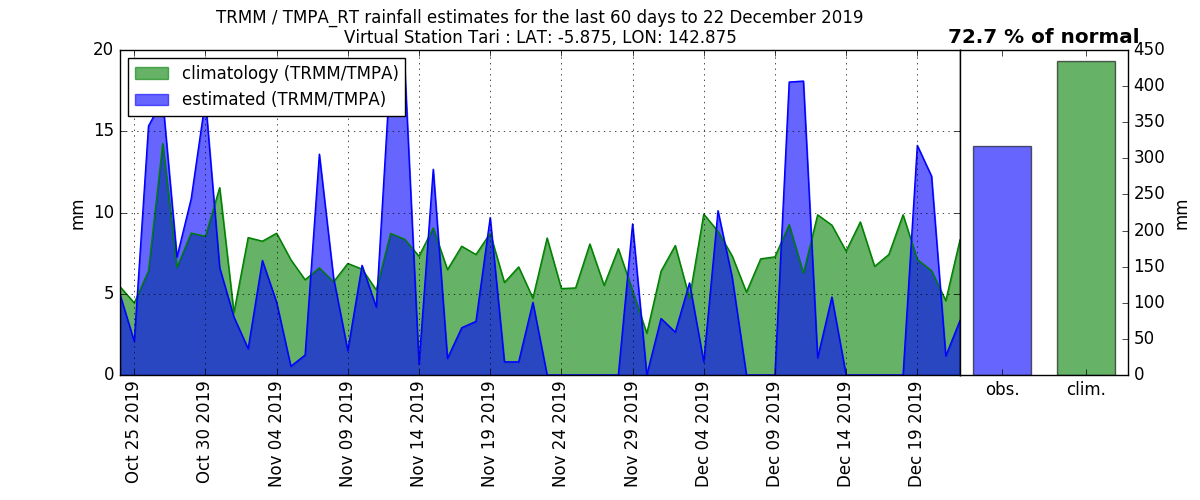 TRMM / TMPA_RT rainfall estimates for the last 60 days to 22 December 2019
Virtual Station Tari : LAT: -5.875, LON: 142.875
72.7 % of normal
climatology (TRMM/TMPA)
estimated (TRMM/TMPA)
20
15
10
5
0
mm
450
400
350
300
250
200
150
100
50
0
mm
Oct 25 2019
Oct 30 2019
Nov 04 2019
Nov 09 2019
Nov 14 2019
Nov 19 2019
Nov 24 2019
Nov 29 2019
Dec 04 2019
Dec 09 2019
Dec 14 2019
Dec 19 2019
obs.
clim.